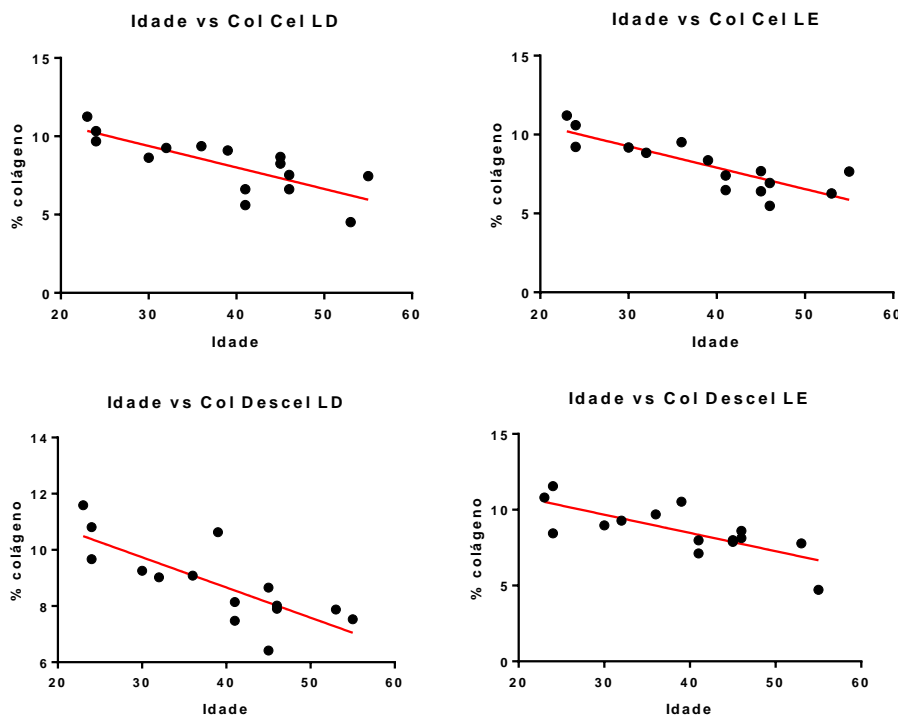 Idade vs Col Cel LD
% colágeno
15
10
5
0
20 30 40 50 60
Idade
Idade vs Col Cel LE
% colágeno
15
10
5
0
20 30 40 50 60
Idade
Idade vs Col Descel LD
% colágeno
14
12
10
8
6
20 30 40 50 60
Idade
Idade vs Col Descel LE
% colágeno
15
10
5
0
20 30 40 50 60
Idade